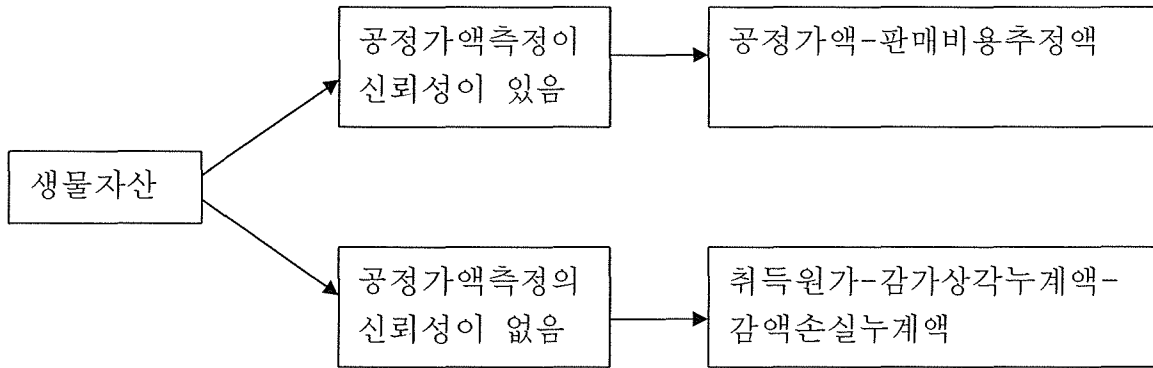 공정가액측정이
신뢰성이 있음
공정가액-판매비용추정액
생물자산
공정가액측정의
신뢰성이 없음
취득원가-감가상각누계액-
감액손실누계액